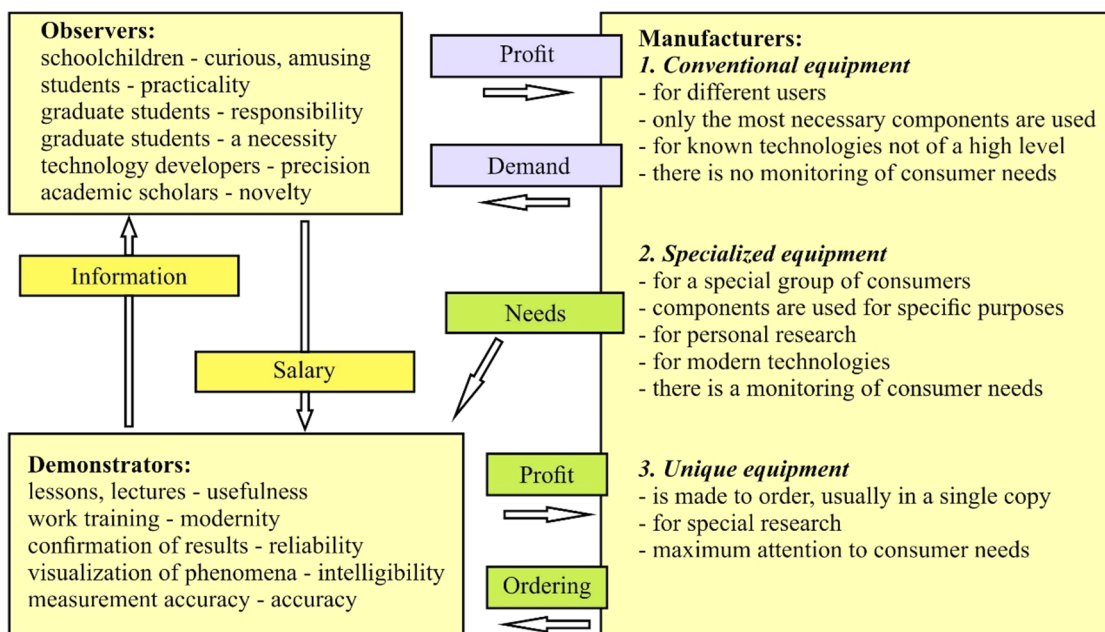 Observers:
schoolchildren - curious, amusing
students - practicality
graduate students - responsibility
graduate students - a necessity
technology developers - precision
academic scholars - novelty
Profit
Demand
Information
Needs
Salary
Demonstrators:
lessons, lectures - usefulness
work training - modernity
confirmation of results - reliability
visualization of phenomena - intelligibility
measurement accuracy - accuracy
Profit
Ordering
Manufacturers:
1. Conventional equipment
- for different users
- only the most necessary components are used
- for known technologies not of a high level
- there is no monitoring of consumer needs
2. Specialized equipment
- for a special group of consumers
- components are used for specific purposes
- for personal research
- for modern technologies
- there is a monitoring of consumer needs
3. Unique equipment
- is made to order, usually in a single copy
- for special research
- maximum attention to consumer needs